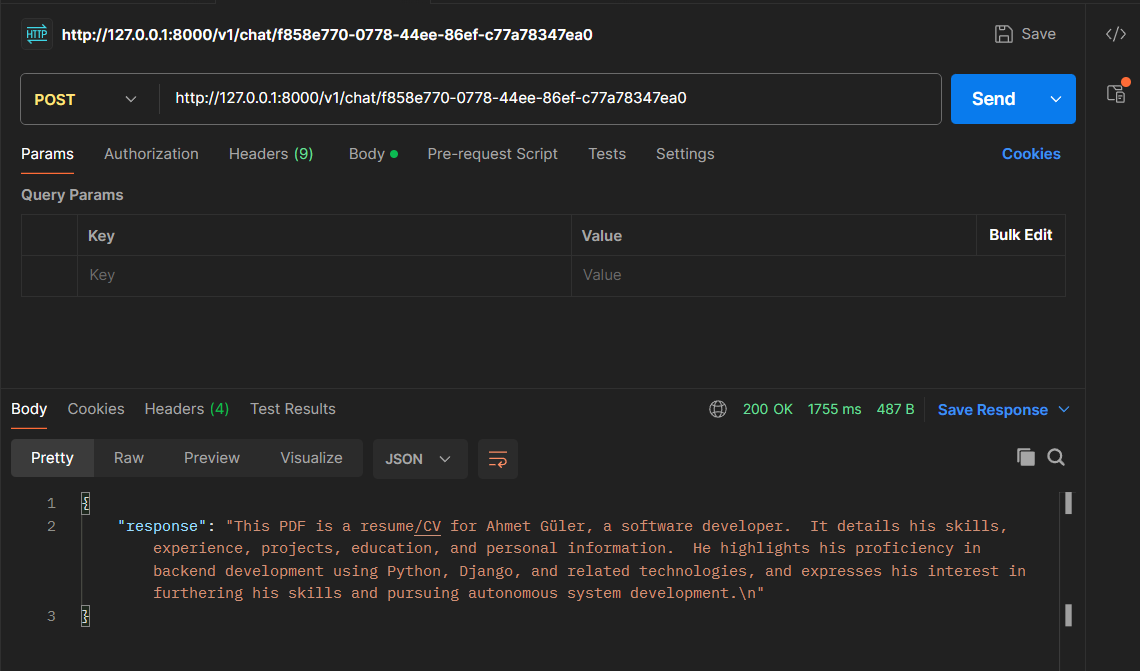 HTTP http://127.0.0.1:8000/v1/chat/f858e770-0778-44ee-86ef-c77a78347ea0 Save
POST http://127.0.0.1:8000/v1/chat/f858e770-0778-44ee-86ef-c77a78347ea0 Send
Params Authorization Headers (9) Body Pre-request Script Tests Settings Cookies
Query Params
Key Value Bulk Edit
Key Value
Body Cookies Headers (4) Test Results 200 OK 1755 ms 487 B Save Response
Pretty Raw Preview Visualize JSON
1 {
2 "response": "This PDF is a resume/CV for Ahmet Güler, a software developer.  It details his skills,
experience, projects, education, and personal information.  He highlights his proficiency in
backend development using Python, Django, and related technologies, and expresses his interest in
furthering his skills and pursuing autonomous system development.\n"
3 }